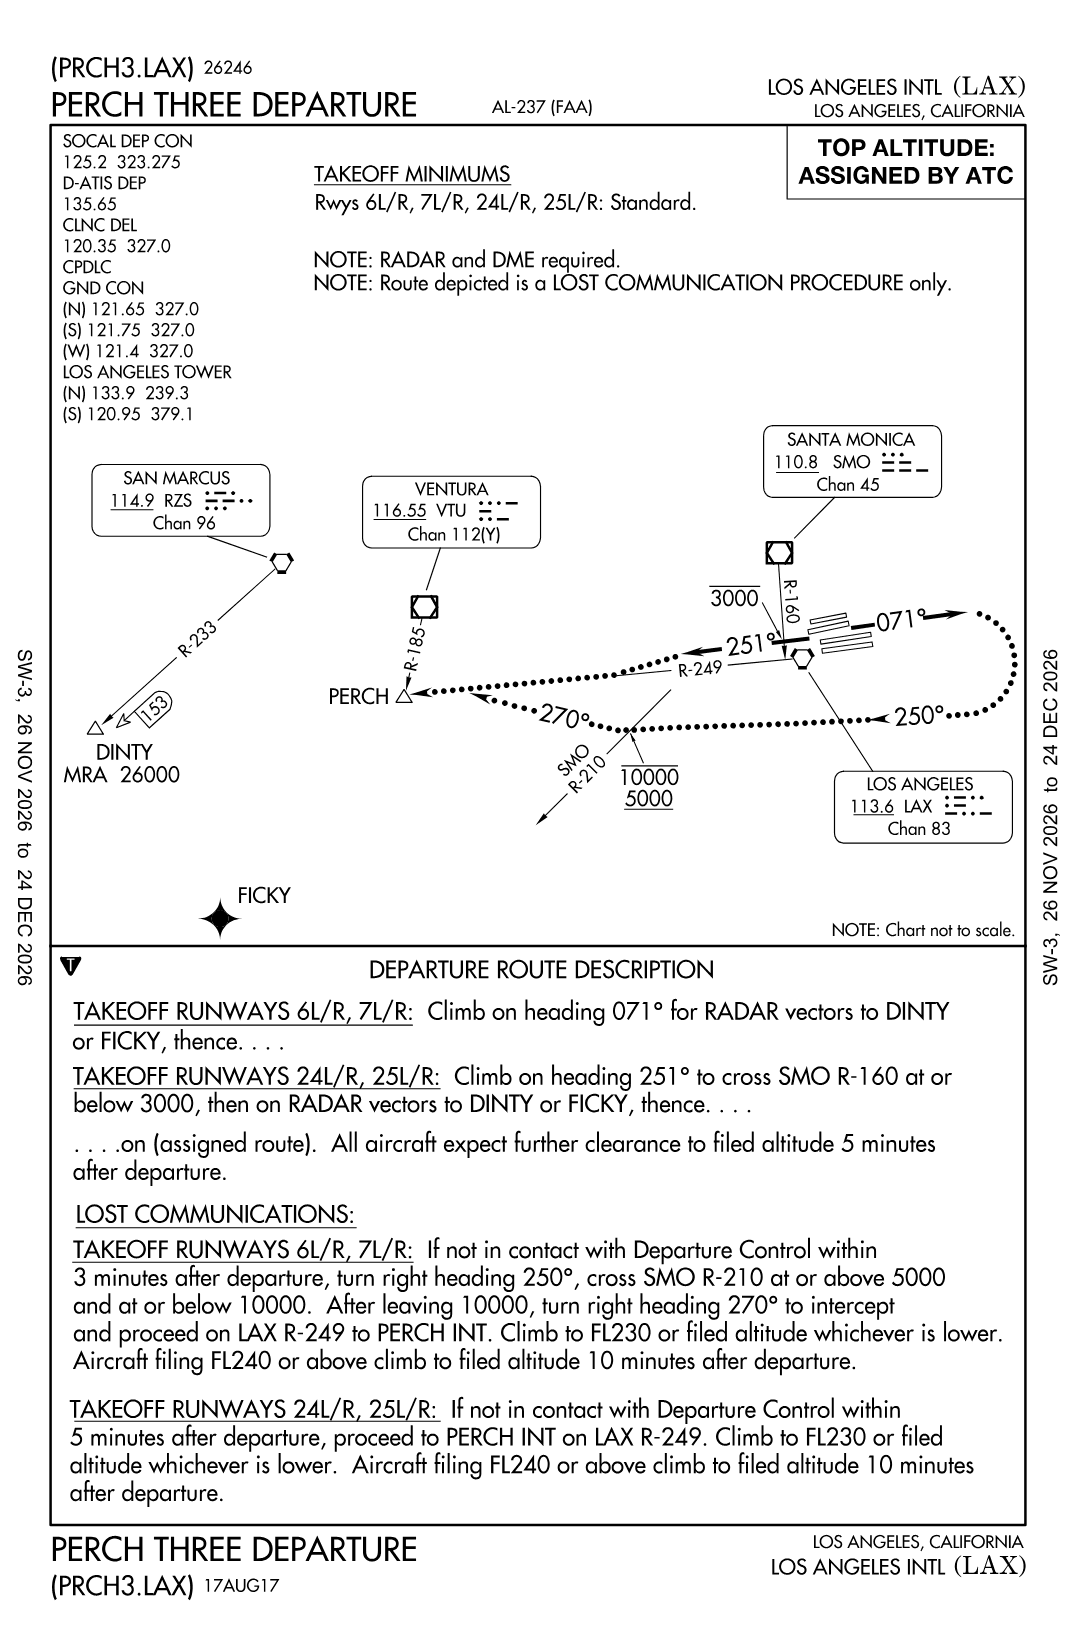 (PRCH3.LAX) 26246
PERCH THREE DEPARTURE
AL-237 (FAA)
LOS ANGELES INTL (LAX)
LOS ANGELES, CALIFORNIA
SOCAL DEP CON
125.2 323.275
D-ATIS DEP
135.65
CLNC DEL
120.35 327.0
CPDLC
GND CON
(N) 121.65 327.0
(S) 121.75 327.0
(W) 121.4 327.0
LOS ANGELES TOWER
(N) 133.9 239.3
(S) 120.95 379.1
TAKEOFF MINIMUMS
Rwys 6L/R, 7L/R, 24L/R, 25L/R: Standard.
NOTE: RADAR and DME required.
NOTE: Route depicted is a LOST COMMUNICATION PROCEDURE only.
TOP ALTITUDE:
ASSIGNED BY ATC
SANTA MONICA
110.8 SMO
Chan 45
SAN MARCUS
114.9 RZS
Chan 96
VENTURA
116.55 VTU
Chan 112(Y)
R-160
3000
071°
251°
R-249
R-185
R-233
153
PERCH
270°
250°
DINTY
MRA 26000
SMO
R-210
10000
5000
LOS ANGELES
113.6 LAX
Chan 83
FICKY
NOTE: Chart not to scale.
SW-3, 26 NOV 2026 to 24 DEC 2026
SW-3, 26 NOV 2026 to 24 DEC 2026
T
DEPARTURE ROUTE DESCRIPTION
TAKEOFF RUNWAYS 6L/R, 7L/R: Climb on heading 071° for RADAR vectors to DINTY
or FICKY, thence. . . .
TAKEOFF RUNWAYS 24L/R, 25L/R: Climb on heading 251° to cross SMO R-160 at or
below 3000, then on RADAR vectors to DINTY or FICKY, thence. . . .
. . . .on (assigned route). All aircraft expect further clearance to filed altitude 5 minutes
after departure.
LOST COMMUNICATIONS:
TAKEOFF RUNWAYS 6L/R, 7L/R: If not in contact with Departure Control within
3 minutes after departure, turn right heading 250°, cross SMO R-210 at or above 5000
and at or below 10000. After leaving 10000, turn right heading 270° to intercept
and proceed on LAX R-249 to PERCH INT. Climb to FL230 or filed altitude whichever is lower.
Aircraft filing FL240 or above climb to filed altitude 10 minutes after departure.
TAKEOFF RUNWAYS 24L/R, 25L/R: If not in contact with Departure Control within
5 minutes after departure, proceed to PERCH INT on LAX R-249. Climb to FL230 or filed
altitude whichever is lower. Aircraft filing FL240 or above climb to filed altitude 10 minutes
after departure.
PERCH THREE DEPARTURE
(PRCH3.LAX) 17AUG17
LOS ANGELES, CALIFORNIA
LOS ANGELES INTL (LAX)